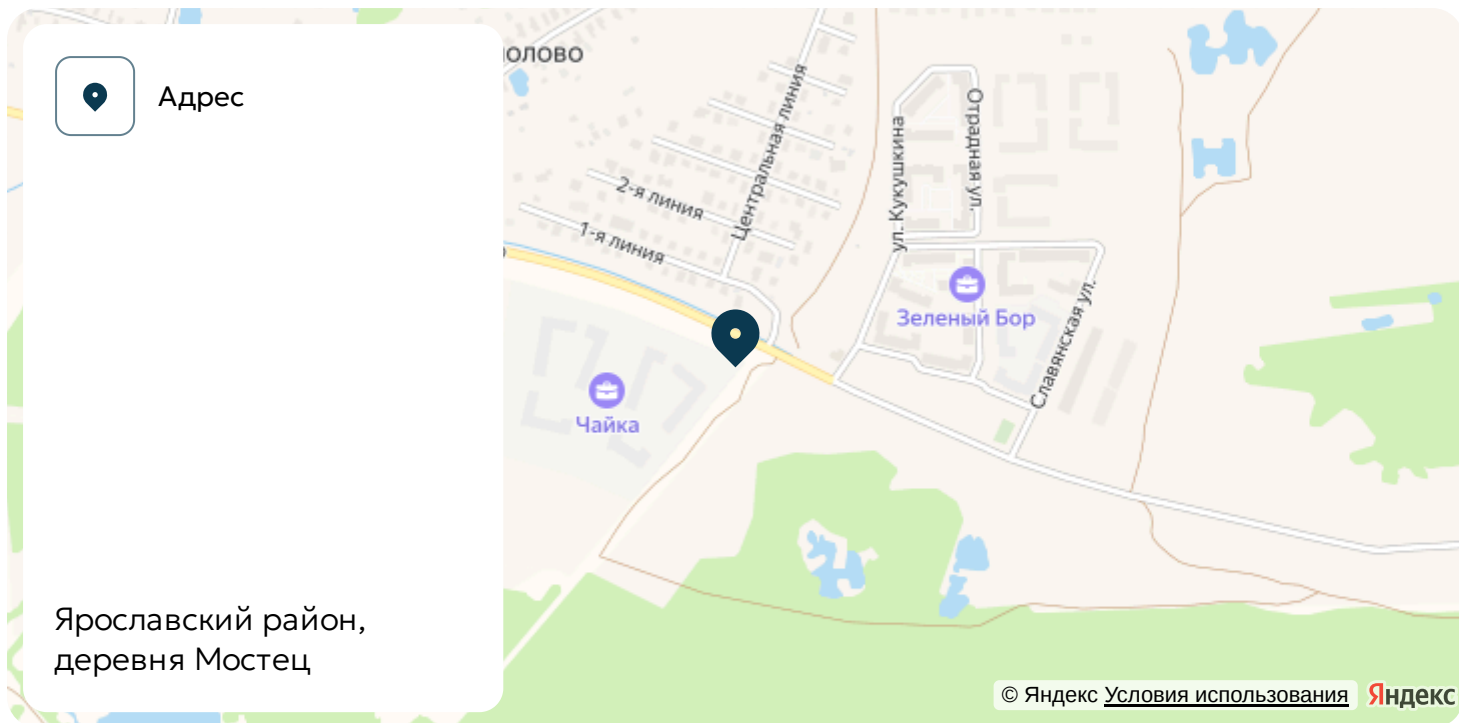 Адрес
Ярославский район,
деревня Мостец
Центральная линия
2-я линия
1-я линия
ул. Кукушкина
Отрадная ул.
Зеленый Бор
Славянская ул.
Чайка
© Яндекс Условия использования Яндекс